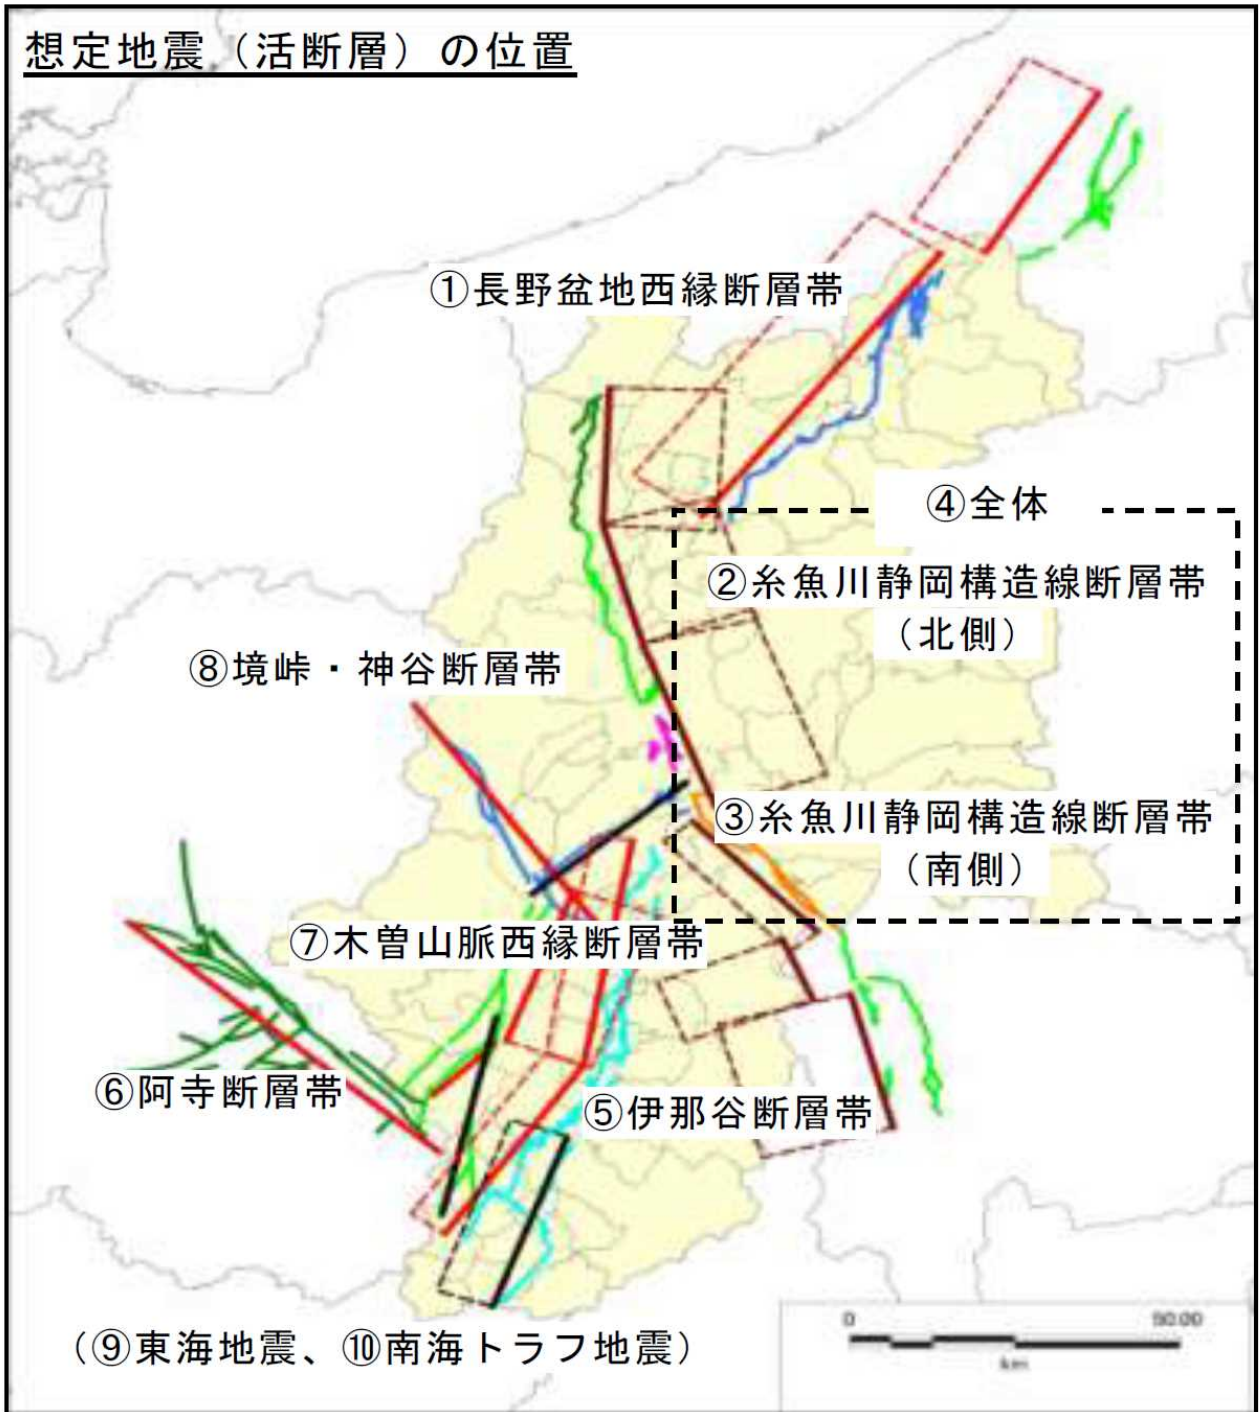 想定地震（活断層）の位置
①長野盆地西縁断層帯
④全体
②糸魚川静岡構造線断層帯
（北側）
⑧境峠・神谷断層帯
③糸魚川静岡構造線断層帯
（南側）
⑦木曽山脈西縁断層帯
⑥阿寺断層帯
⑤伊那谷断層帯
（⑨東海地震、⑩南海トラフ地震）
0 50.00
km